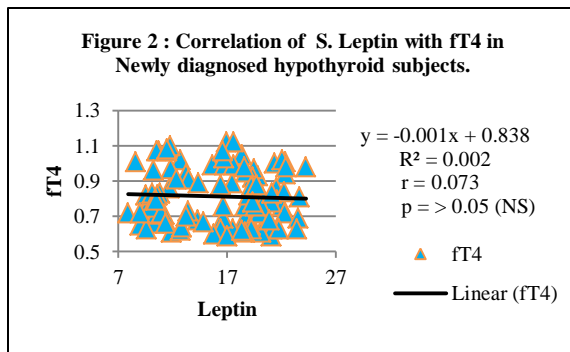 Figure 2 : Correlation of S. Leptin with fT4 in
Newly diagnosed hypothyroid subjects.
1.3
1.1
0.9
0.7
0.5
fT4
7
17
27
Leptin
y = -0.001x + 0.838
R² = 0.002
r = 0.073
p = > 0.05 (NS)
fT4
Linear (fT4)